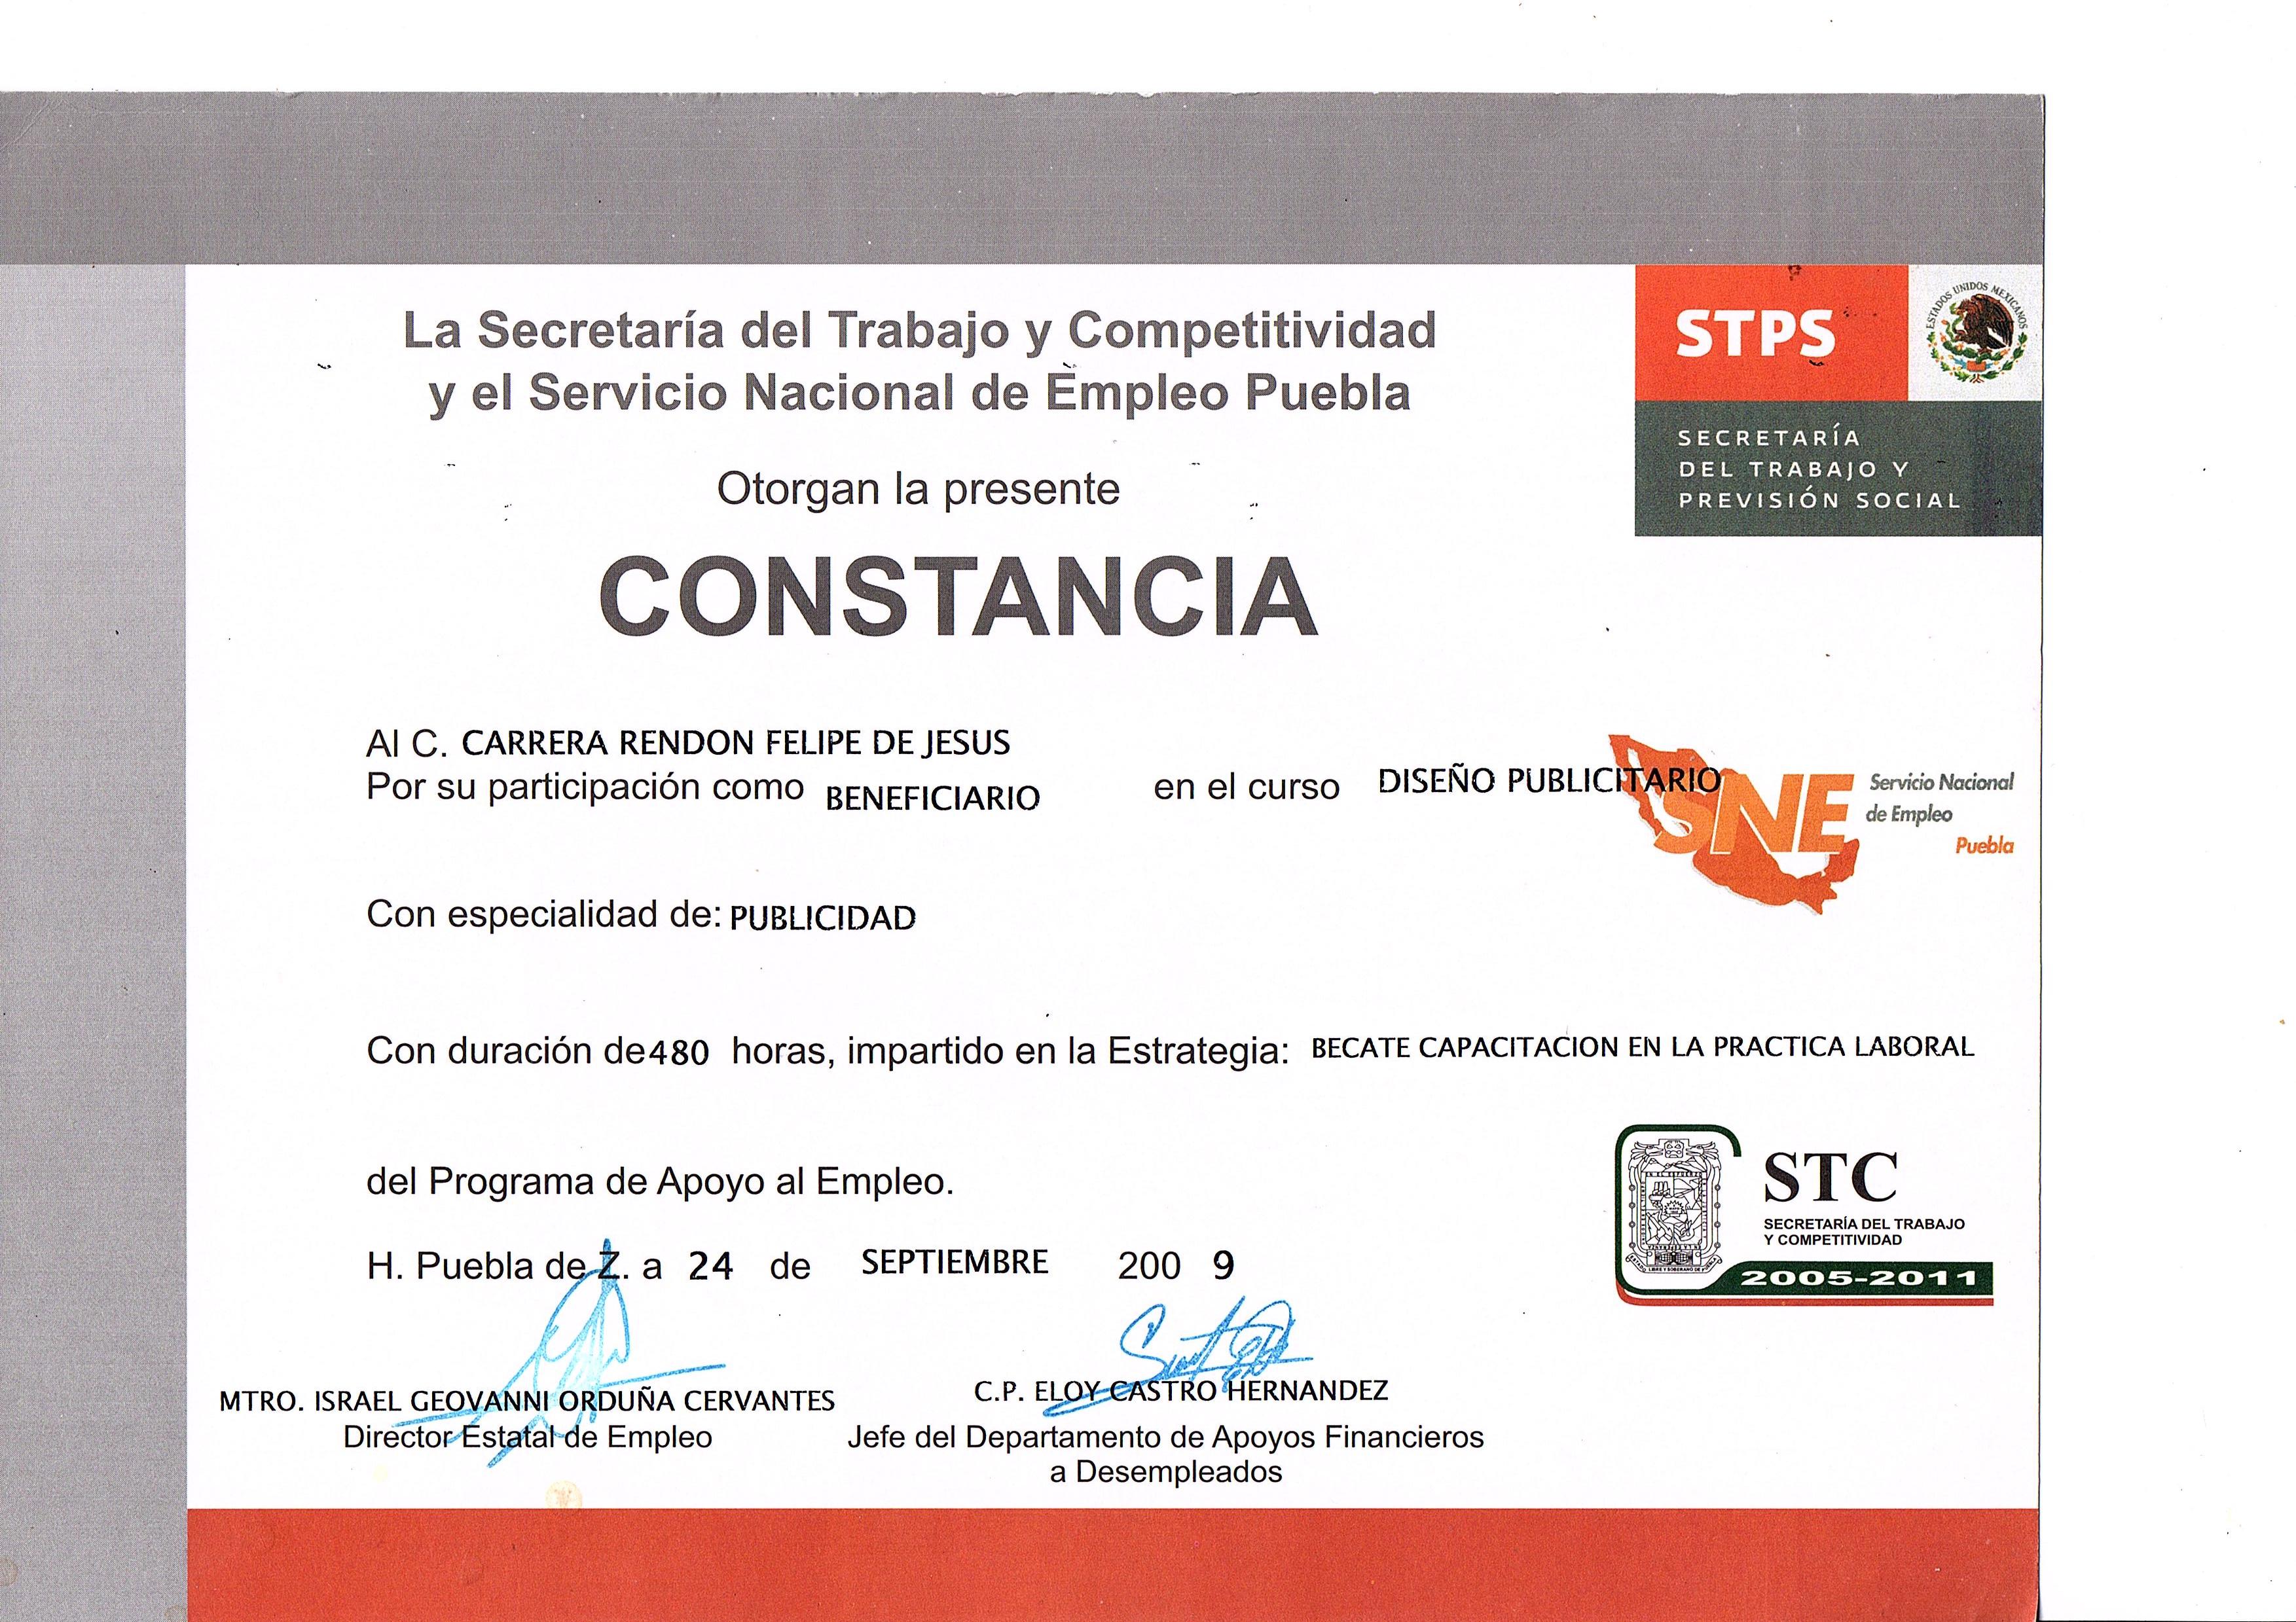 La Secretaría del Trabajo y Competitividad
y el Servicio Nacional de Empleo Puebla
STPS
ESTADOS UNIDOS MEXICANOS
SECRETARÍA
DEL TRABAJO Y
PREVISIÓN SOCIAL
Otorgan la presente
CONSTANCIA
Al C. CARRERA RENDON FELIPE DE JESUS
Por su participación como BENEFICIARIO en el curso DISEÑO PUBLICITARIO
SNE
Servicio Nacional
de Empleo
Puebla
Con especialidad de: PUBLICIDAD
Con duración de 480 horas, impartido en la Estrategia: BECATE CAPACITACION EN LA PRACTICA LABORAL
del Programa de Apoyo al Empleo.
STC
SECRETARÍA DEL TRABAJO
Y COMPETITIVIDAD
2005-2011
H. Puebla de Z. a 24 de SEPTIEMBRE 200 9
MTRO. ISRAEL GEOVANNI ORDUÑA CERVANTES
Director Estatal de Empleo
C.P. ELOY CASTRO HERNANDEZ
Jefe del Departamento de Apoyos Financieros
a Desempleados